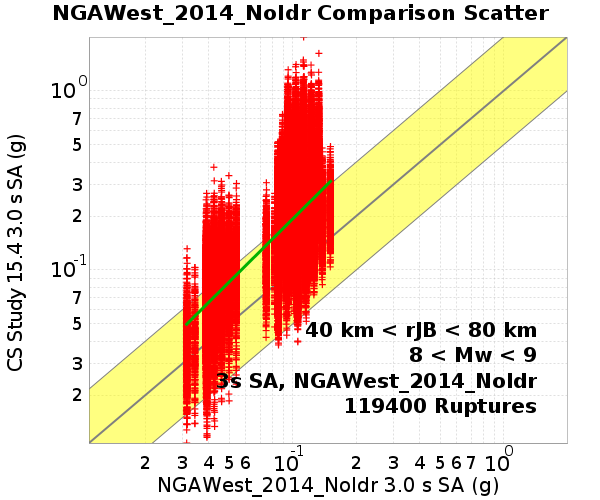 NGAWest_2014_NoIdr Comparison Scatter
CS Study 15.4 3.0 s SA (g)
10^0
7
5
3
2
10^-1
7
5
3
2
40 km < rJB < 80 km
8 < Mw < 9
3s SA, NGAWest_2014_NoIdr
119400 Ruptures
2 3 4 5 6 10^-1 2 3 4 5 6 7 10^0
NGAWest_2014_NoIdr 3.0 s SA (g)